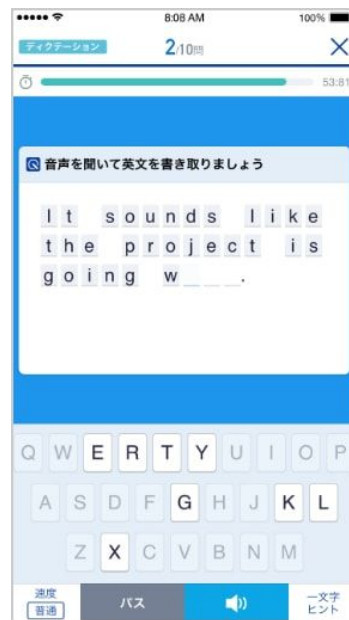 8:08 AM 100%
ディクテーション 2/10問
53:81
Q 音声を聞いて英文を書き取りましょう
It sounds like
the project is
going w___.
Q W E R T Y U I O P
A S D F G H J K L
Z X C V B N M
速度 普通 パス 一文字ヒント